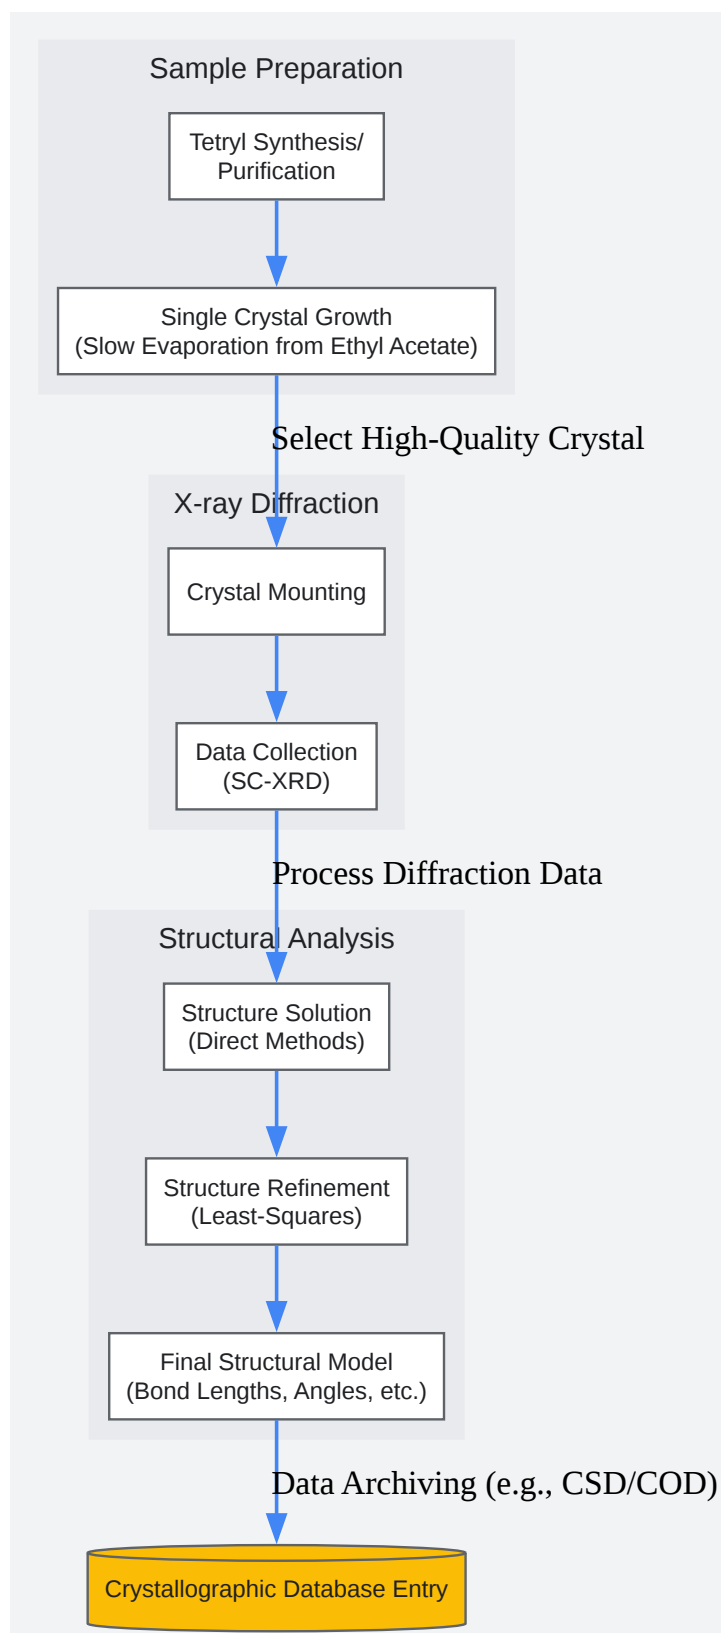 Sample Preparation
Tetryl Synthesis/
Purification
Single Crystal Growth
(Slow Evaporation from Ethyl Acetate)
Select High-Quality Crystal
X-ray Diffraction
Crystal Mounting
Data Collection
(SC-XRD)
Process Diffraction Data
Structural Analysis
Structure Solution
(Direct Methods)
Structure Refinement
(Least-Squares)
Final Structural Model
(Bond Lengths, Angles, etc.)
Data Archiving (e.g., CSD/COD)
Crystallographic Database Entry